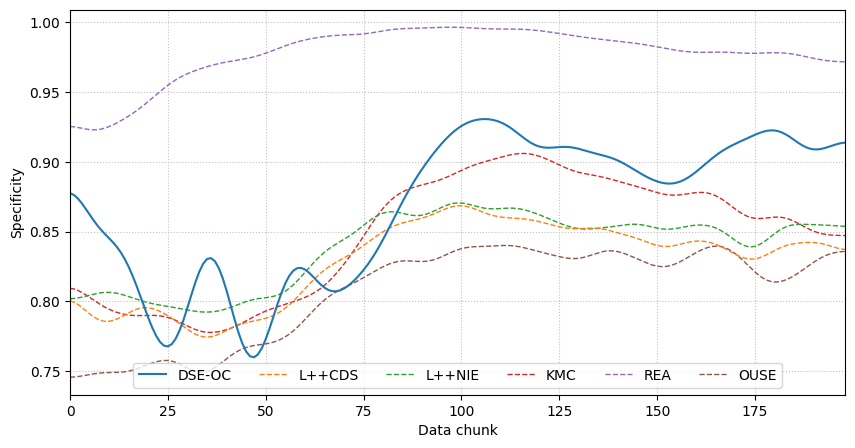 1.00
0.95
0.90
0.85
0.80
0.75
Specificity
DSE-OC L++CDS L++NIE KMC REA OUSE
0 25 50 75 100 125 150 175
Data chunk